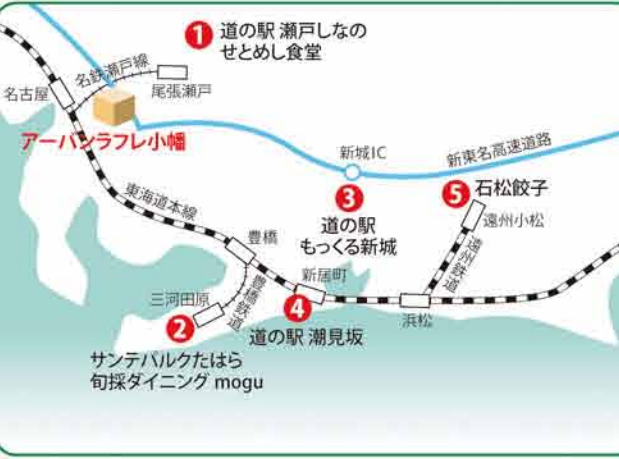 1 道の駅 瀬戸しなの
せとめし食堂
名鉄瀬戸線
尾張瀬戸
名古屋
アーバンラフレ小幡
新城IC
新東名高速道路
3
道の駅
もっくる新城
5 石松餃子
遠州小松
遠州鉄道
東海道本線
豊橋
豊橋鉄道
新居町
三河田原
2
4
道の駅 潮見坂
浜松
サンテパルクたはら
旬採ダイニング mogu